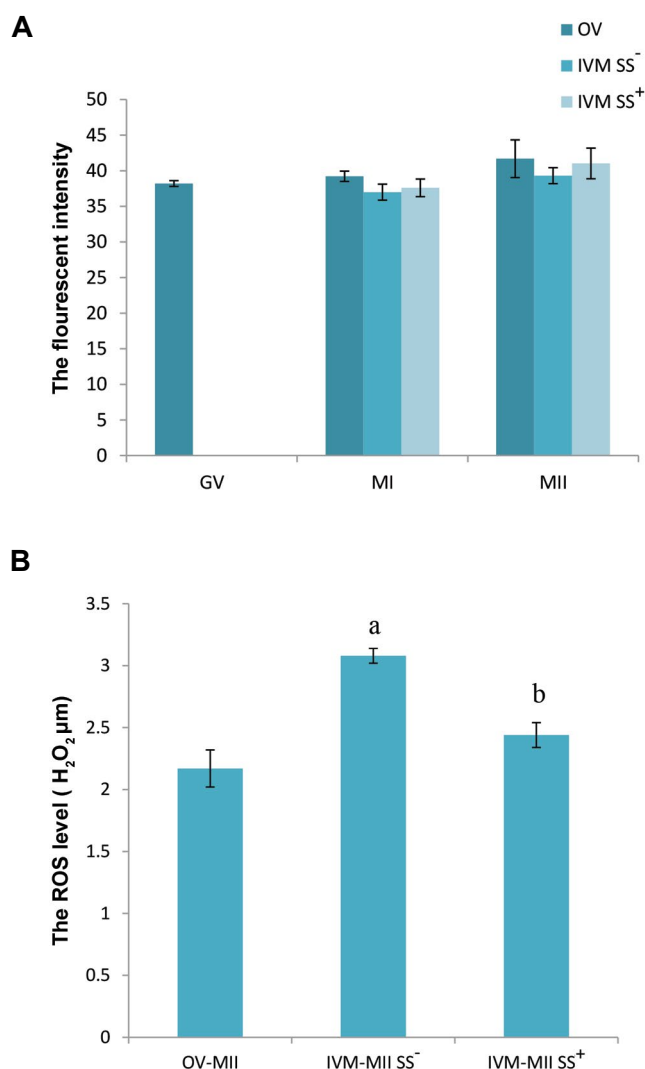 A
OV
IVM SS⁻
IVM SS⁺
The flourescent intensity
50
45
40
35
30
25
20
15
10
5
0
GV MI MII
B
The ROS level ( H₂O₂ µm)
3.5
3
2.5
2
1.5
1
0.5
0
a
b
OV-MII IVM-MII SS⁻ IVM-MII SS⁺